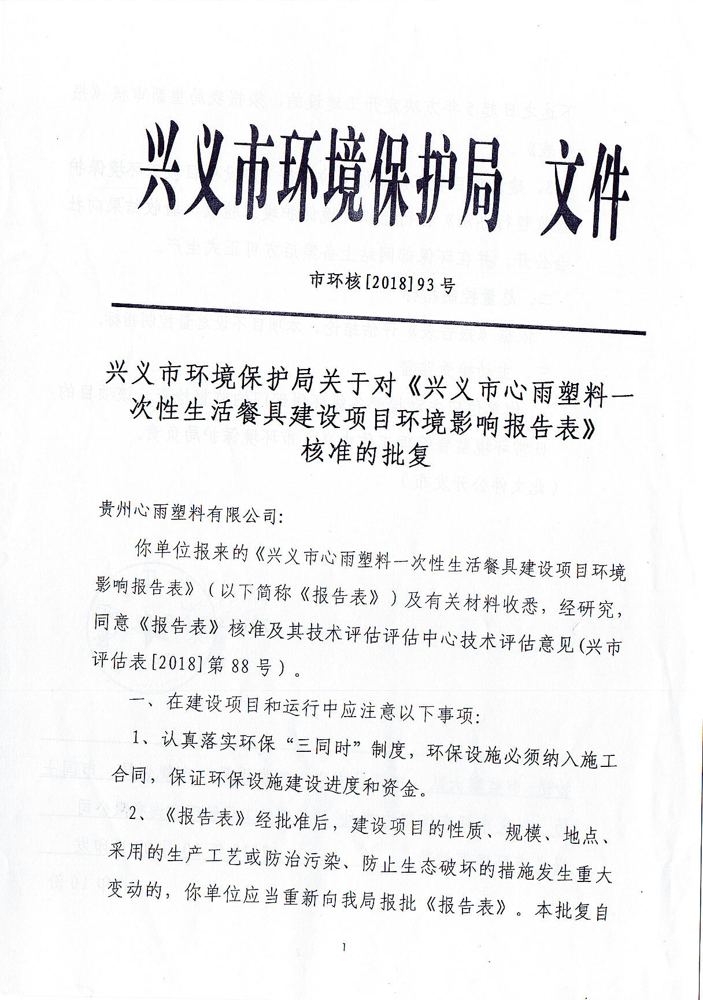 兴义市环境保护局 文件
市环核[2018]93号
兴义市环境保护局关于对《兴义市心雨塑料一
次性生活餐具建设项目环境影响报告表》
核准的批复
贵州心雨塑料有限公司:
你单位报来的《兴义市心雨塑料一次性生活餐具建设项目环境
影响报告表》(以下简称《报告表》)及有关材料收悉，经研究，
同意《报告表》核准及其技术评估评估中心技术评估意见(兴市
评估表[2018]第88号)。
一、在建设项目和运行中应注意以下事项:
1、认真落实环保“三同时”制度，环保设施必须纳入施工
合同，保证环保设施建设进度和资金。
2、《报告表》经批准后，建设项目的性质、规模、地点、
采用的生产工艺或防治污染、防止生态破坏的措施发生重大
变动的，你单位应当重新向我局报批《报告表》。本批复自
1